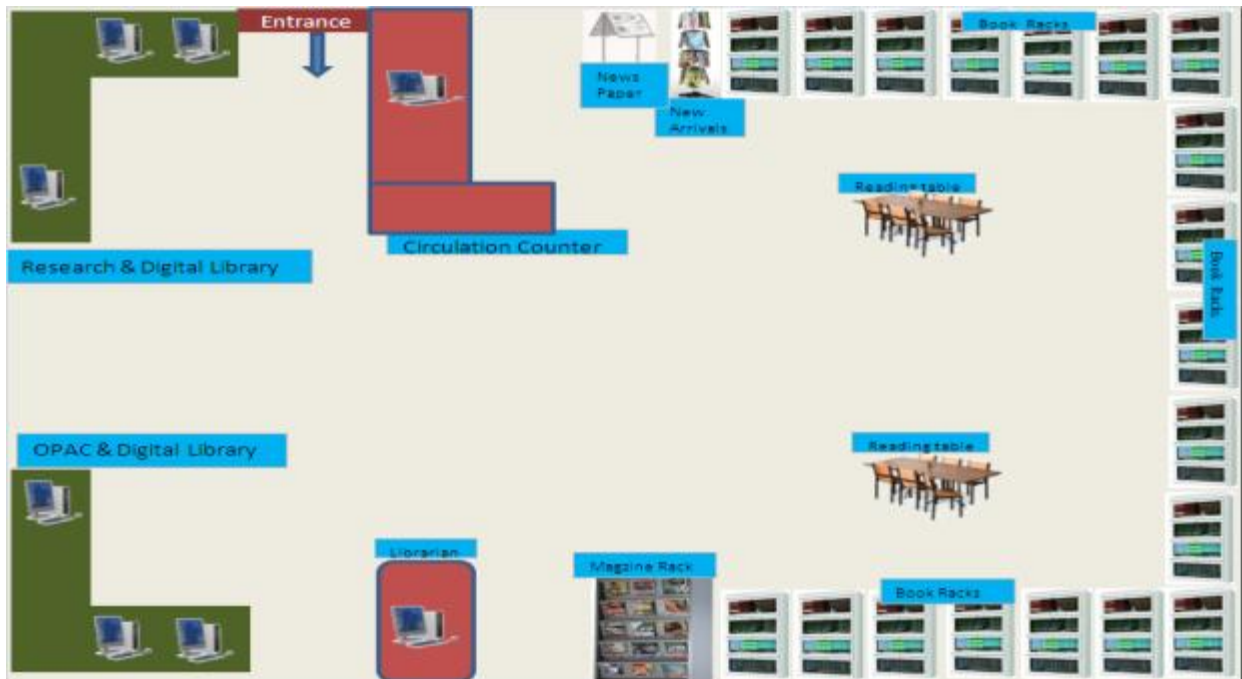 Entrance
Book Racks
News
Paper
New
Arrivals
Reading table
Circulation Counter
Research & Digital Library
Book Racks
OPAC & Digital Library
Reading table
Librarian
Magzine Rack
Book Racks